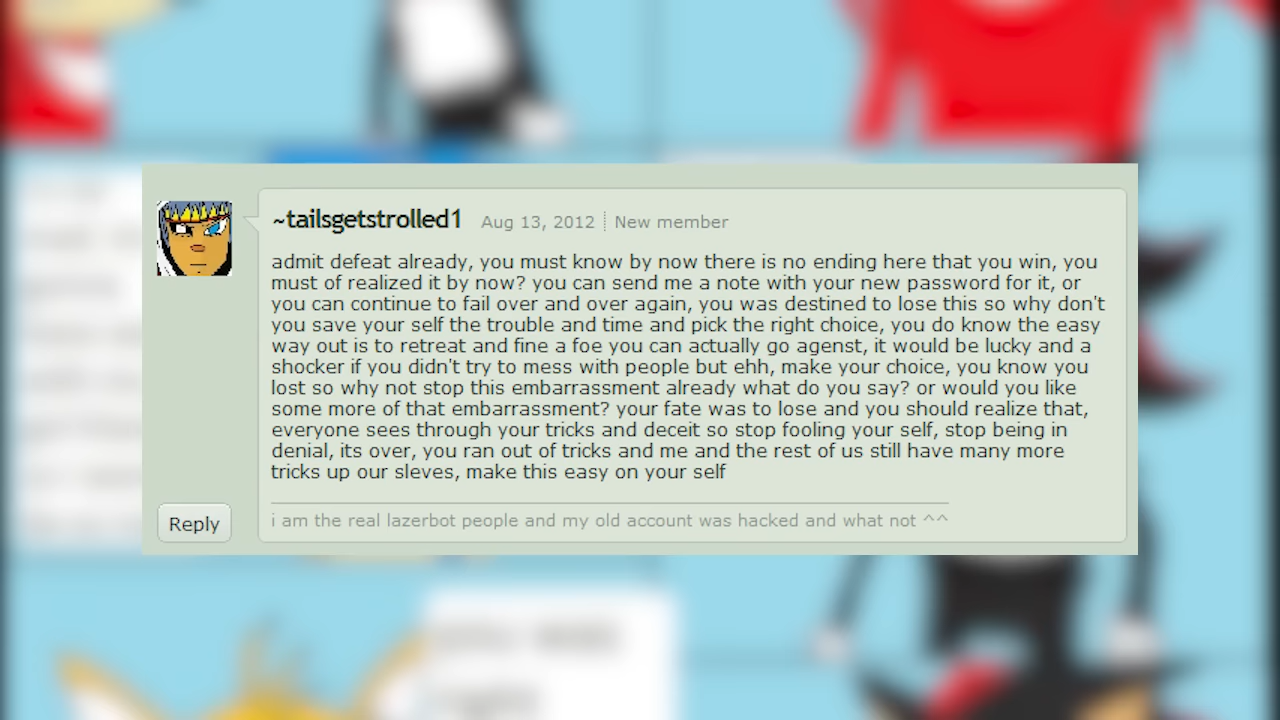 ~tailsgetstrolled1 Aug 13, 2012 New member
admit defeat already, you must know by now there is no ending here that you win, you
must of realized it by now? you can send me a note with your new password for it, or
you can continue to fail over and over again, you was destined to lose this so why don't
you save your self the trouble and time and pick the right choice, you do know the easy
way out is to retreat and fine a foe you can actually go agenst, it would be lucky and a
shocker if you didn't try to mess with people but ehh, make your choice, you know you
lost so why not stop this embarrassment already what do you say? or would you like
some more of that embarrassment? your fate was to lose and you should realize that,
everyone sees through your tricks and deceit so stop fooling your self, stop being in
denial, its over, you ran out of tricks and me and the rest of us still have many more
tricks up our sleves, make this easy on your self
i am the real lazerbot people and my old account was hacked and what not ^^
Reply